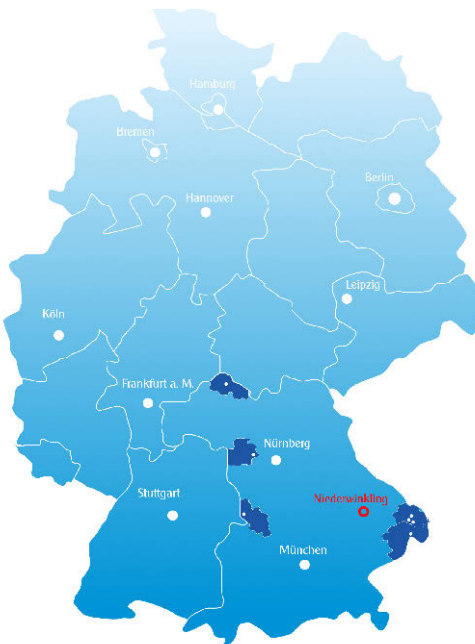 Hamburg
Bremen
Berlin
Hannover
Leipzig
Köln
Frankfurt a. M.
Nürnberg
Stuttgart
Niederwinkling
München